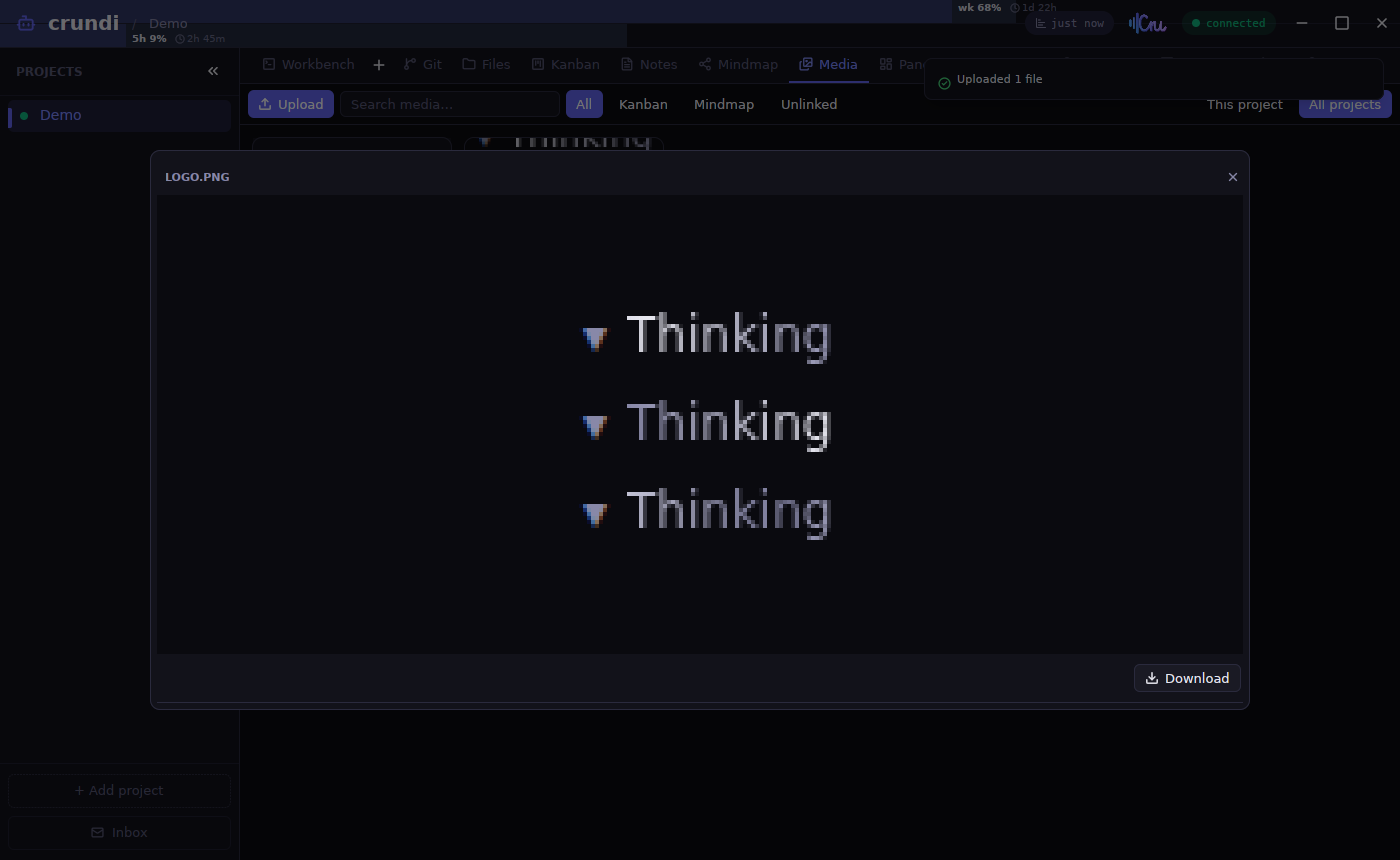 wk 68% 1d 22h
crundi / Demo
5h 9% 2h 45m
just now
Cru
connected
PROJECTS
Workbench
Git
Files
Kanban
Notes
Mindmap
Media
Uploaded 1 file
Demo
Upload
Search media...
All
Kanban
Mindmap
Unlinked
This project
All projects
Thinking
LOGO.PNG
Thinking
Thinking
Thinking
Download
+ Add project
Inbox